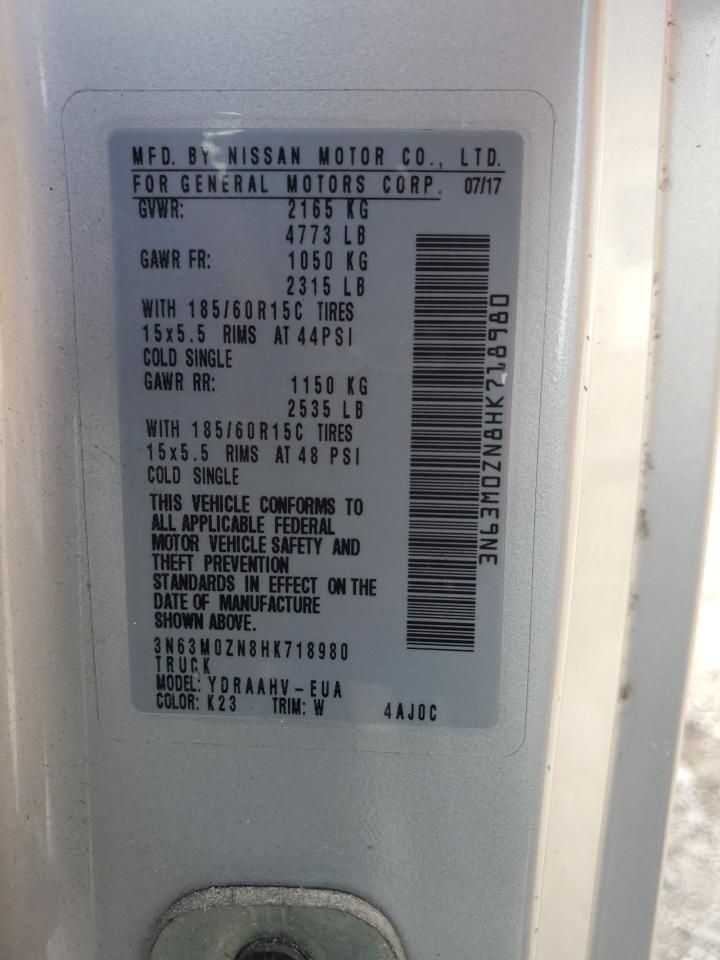 MFD. BY NISSAN MOTOR CO., LTD.
FOR GENERAL MOTORS CORP. 07/17
GVWR: 2165 KG
4773 LB
GAWR FR: 1050 KG
2315 LB
WITH 185/60R15C TIRES
15x5.5 RIMS AT 44PSI
COLD SINGLE
GAWR RR: 1150 KG
2535 LB
WITH 185/60R15C TIRES
15x5.5 RIMS AT 48 PSI
COLD SINGLE
THIS VEHICLE CONFORMS TO
ALL APPLICABLE FEDERAL
MOTOR VEHICLE SAFETY AND
THEFT PREVENTION
STANDARDS IN EFFECT ON THE
DATE OF MANUFACTURE
SHOWN ABOVE.
3N63M0ZN8HK718980
TRUCK
MODEL: YDRAAHV-EUA
COLOR: K23 TRIM: W 4AJ0C
3N63M0ZN8HK718980